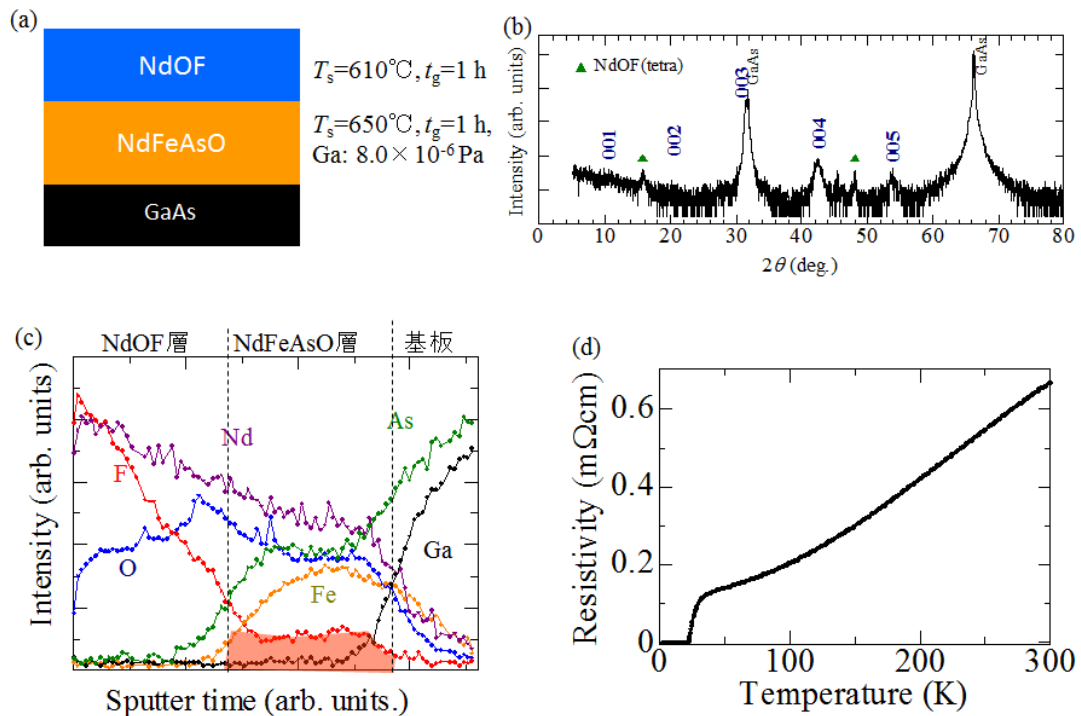 (a)
NdOF
T_s=610℃, t_g=1 h
NdFeAsO
T_s=650℃, t_g=1 h,
Ga: 8.0×10^-6 Pa
GaAs
(b)
▲ NdOF(tetra)
001
002
003
GaAs
004
005
GaAs
Intensity (arb. units)
0 10 20 30 40 50 60 70 80
2θ (deg.)
(c)
NdOF層 NdFeAsO層 基板
F
Nd
As
O
Fe
Ga
Intensity (arb. units)
Sputter time (arb. units.)
(d)
0.6
0.4
0.2
0
Resistivity (mΩcm)
0 100 200 300
Temperature (K)